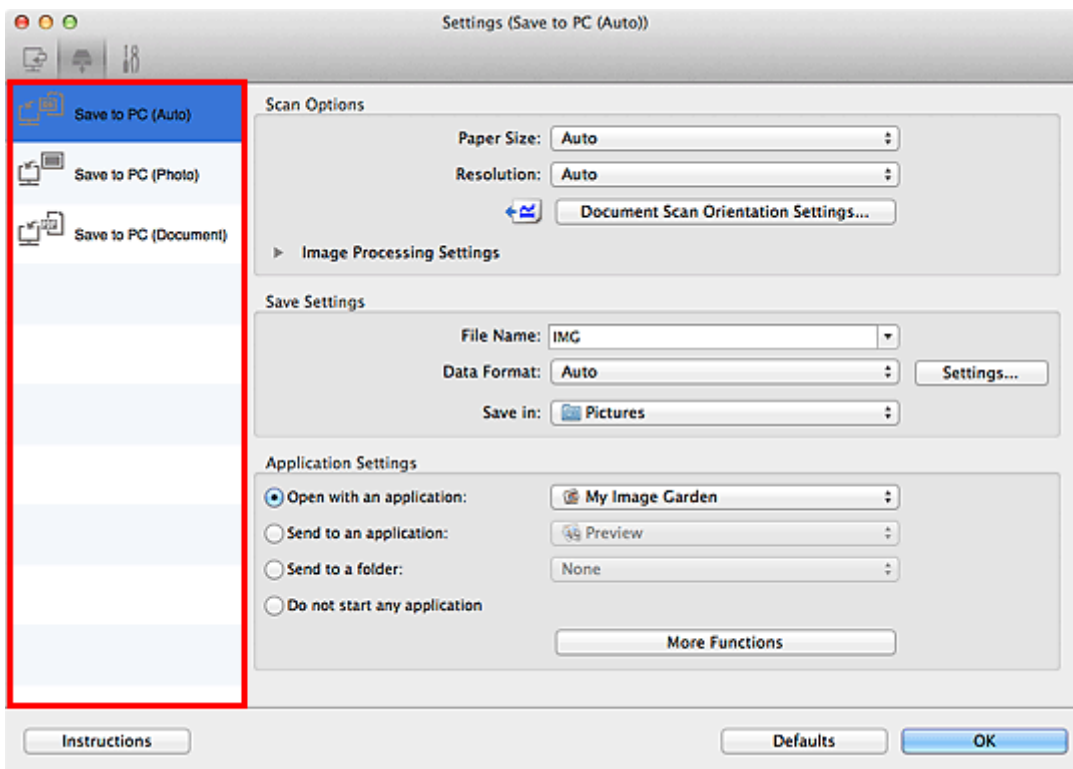 Settings (Save to PC (Auto))
Save to PC (Auto)
Save to PC (Photo)
Save to PC (Document)
Scan Options
Paper Size: Auto
Resolution: Auto
Document Scan Orientation Settings...
Image Processing Settings
Save Settings
File Name: IMG
Data Format: Auto Settings...
Save in: Pictures
Application Settings
Open with an application: My Image Garden
Send to an application: Preview
Send to a folder: None
Do not start any application
More Functions
Instructions Defaults OK